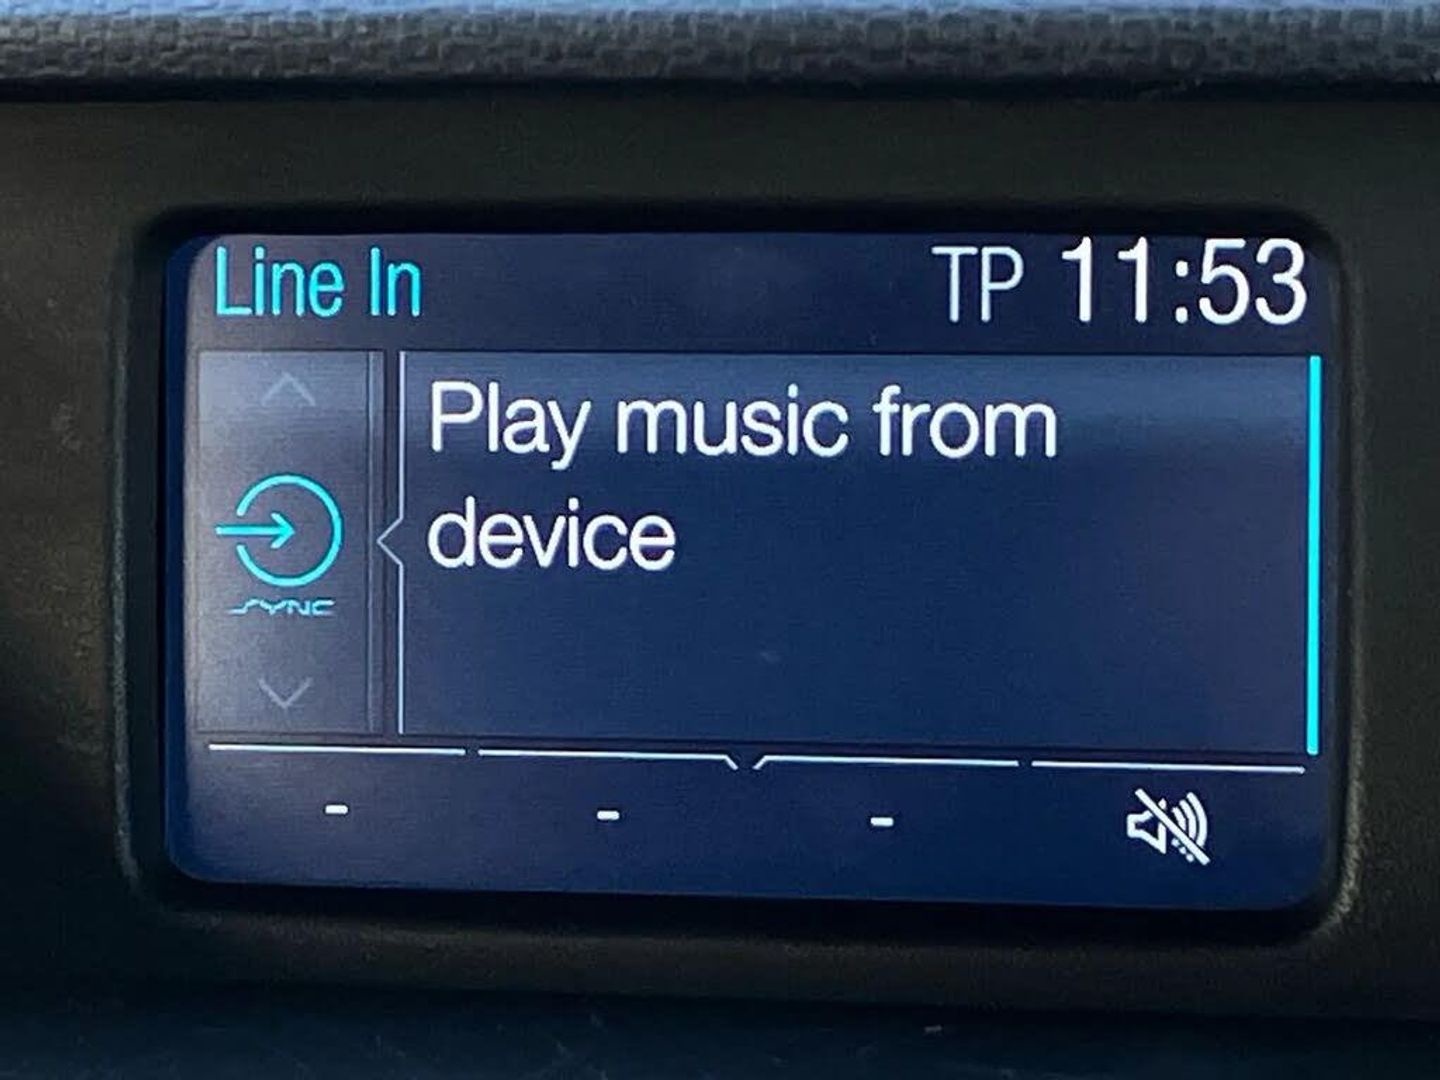 Line In
TP 11:53
Play music from
device
SYNC
- - -